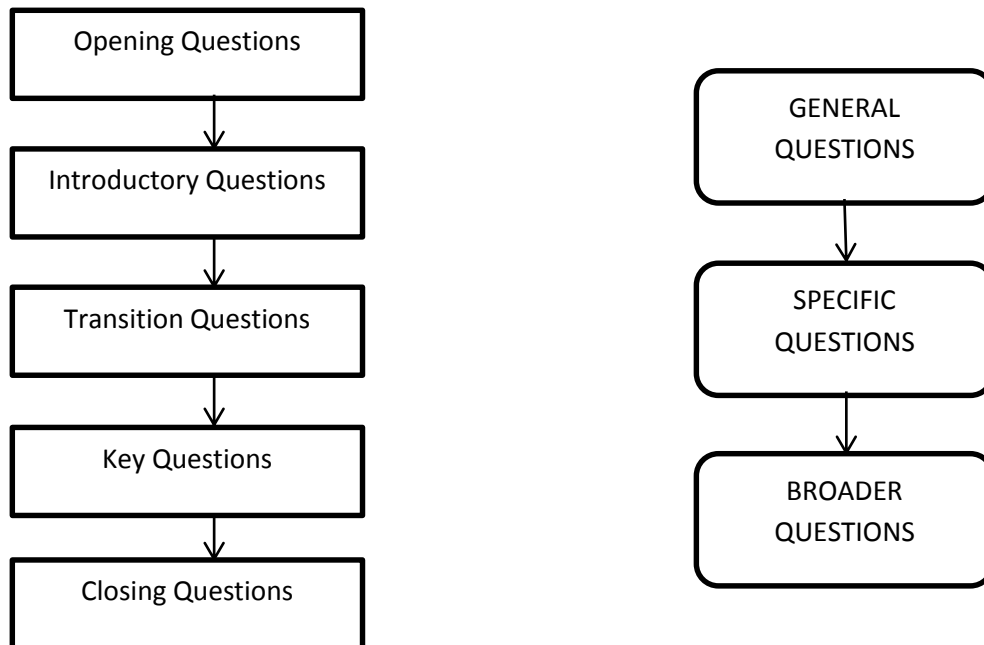 Opening Questions
Introductory Questions
Transition Questions
Key Questions
Closing Questions
GENERAL
QUESTIONS
SPECIFIC
QUESTIONS
BROADER
QUESTIONS